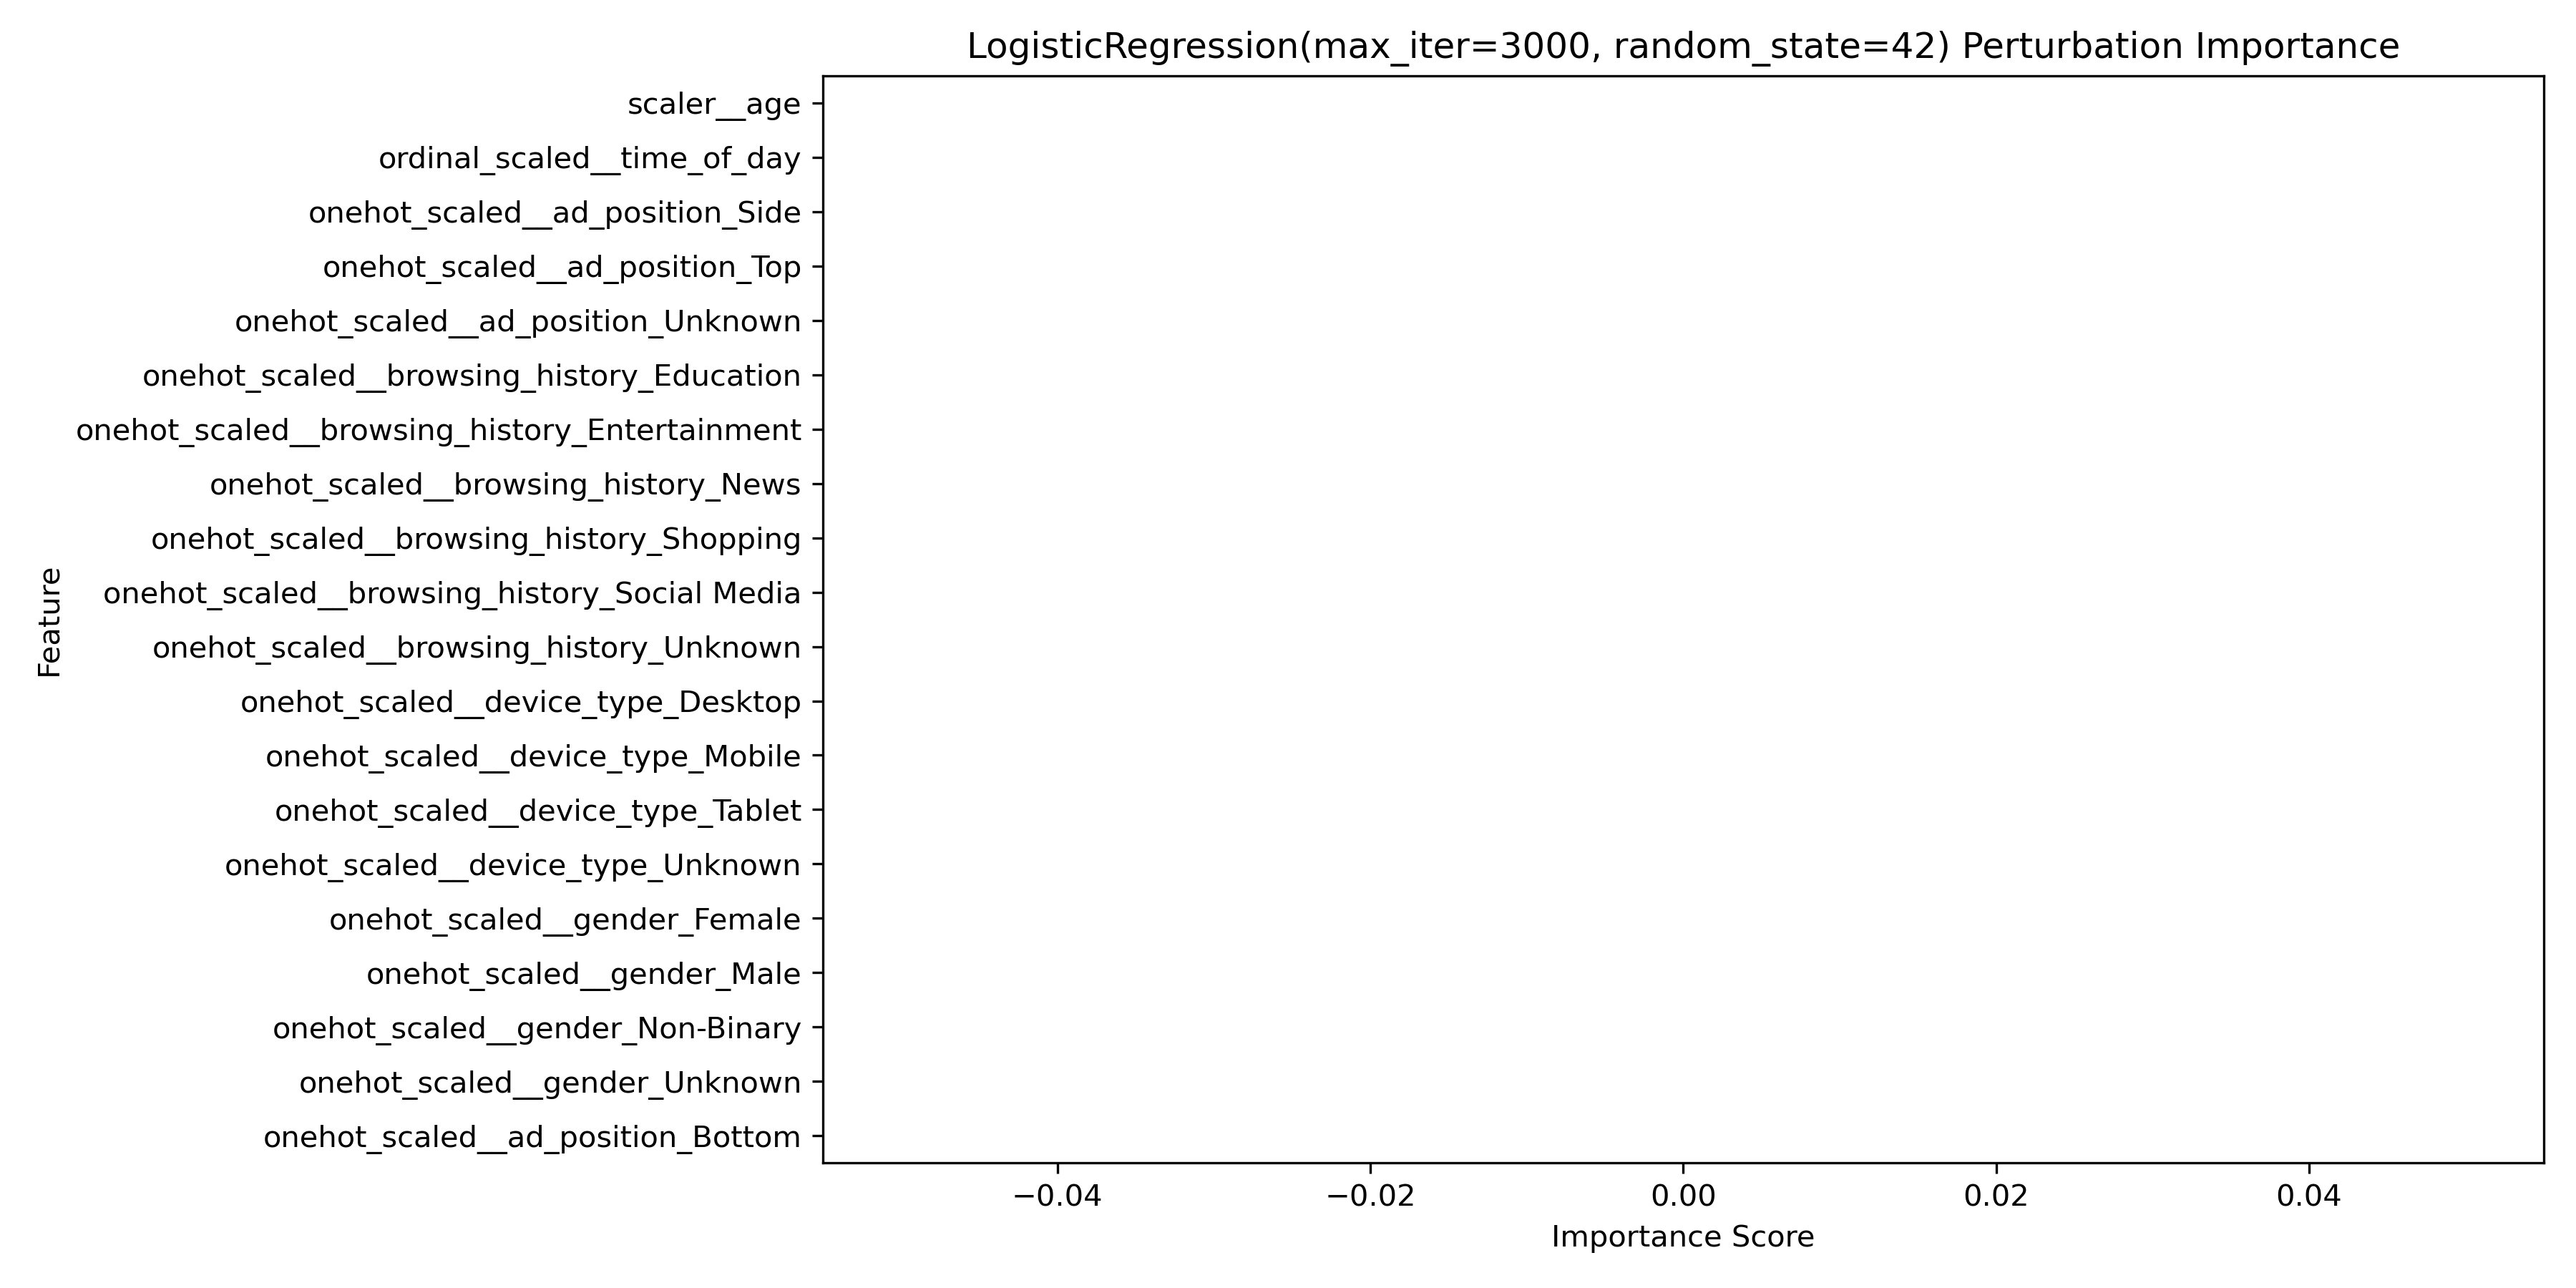 LogisticRegression(max_iter=3000, random_state=42) Perturbation Importance
scaler__age
ordinal_scaled__time_of_day
onehot_scaled__ad_position_Side
onehot_scaled__ad_position_Top
onehot_scaled__ad_position_Unknown
onehot_scaled__browsing_history_Education
onehot_scaled__browsing_history_Entertainment
onehot_scaled__browsing_history_News
onehot_scaled__browsing_history_Shopping
onehot_scaled__browsing_history_Social Media
onehot_scaled__browsing_history_Unknown
onehot_scaled__device_type_Desktop
onehot_scaled__device_type_Mobile
onehot_scaled__device_type_Tablet
onehot_scaled__device_type_Unknown
onehot_scaled__gender_Female
onehot_scaled__gender_Male
onehot_scaled__gender_Non-Binary
onehot_scaled__gender_Unknown
onehot_scaled__ad_position_Bottom
Feature
−0.04 −0.02 0.00 0.02 0.04
Importance Score